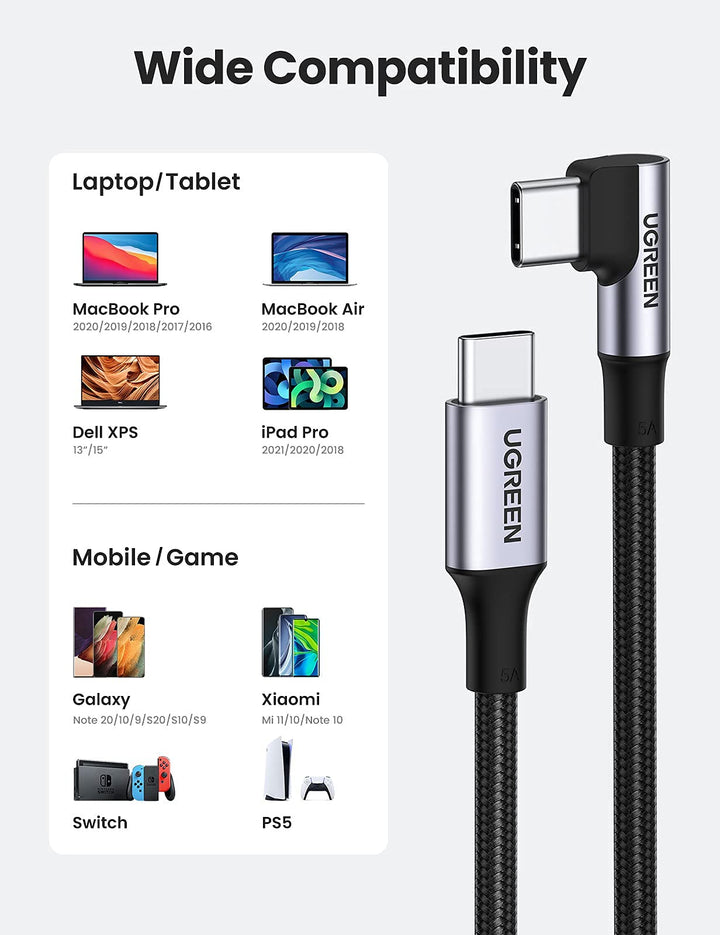 Wide Compatibility
Laptop/Tablet
MacBook Pro
2020/2019/2018/2017/2016
MacBook Air
2020/2019/2018
Dell XPS
13”/15”
iPad Pro
2021/2020/2018
Mobile/Game
Galaxy
Note 20/10/9/S20/S10/S9
Xiaomi
Mi 11/10/Note 10
Switch
PS5
UGREEN
5A
UGREEN
5A
NINTENDO
SWITCH